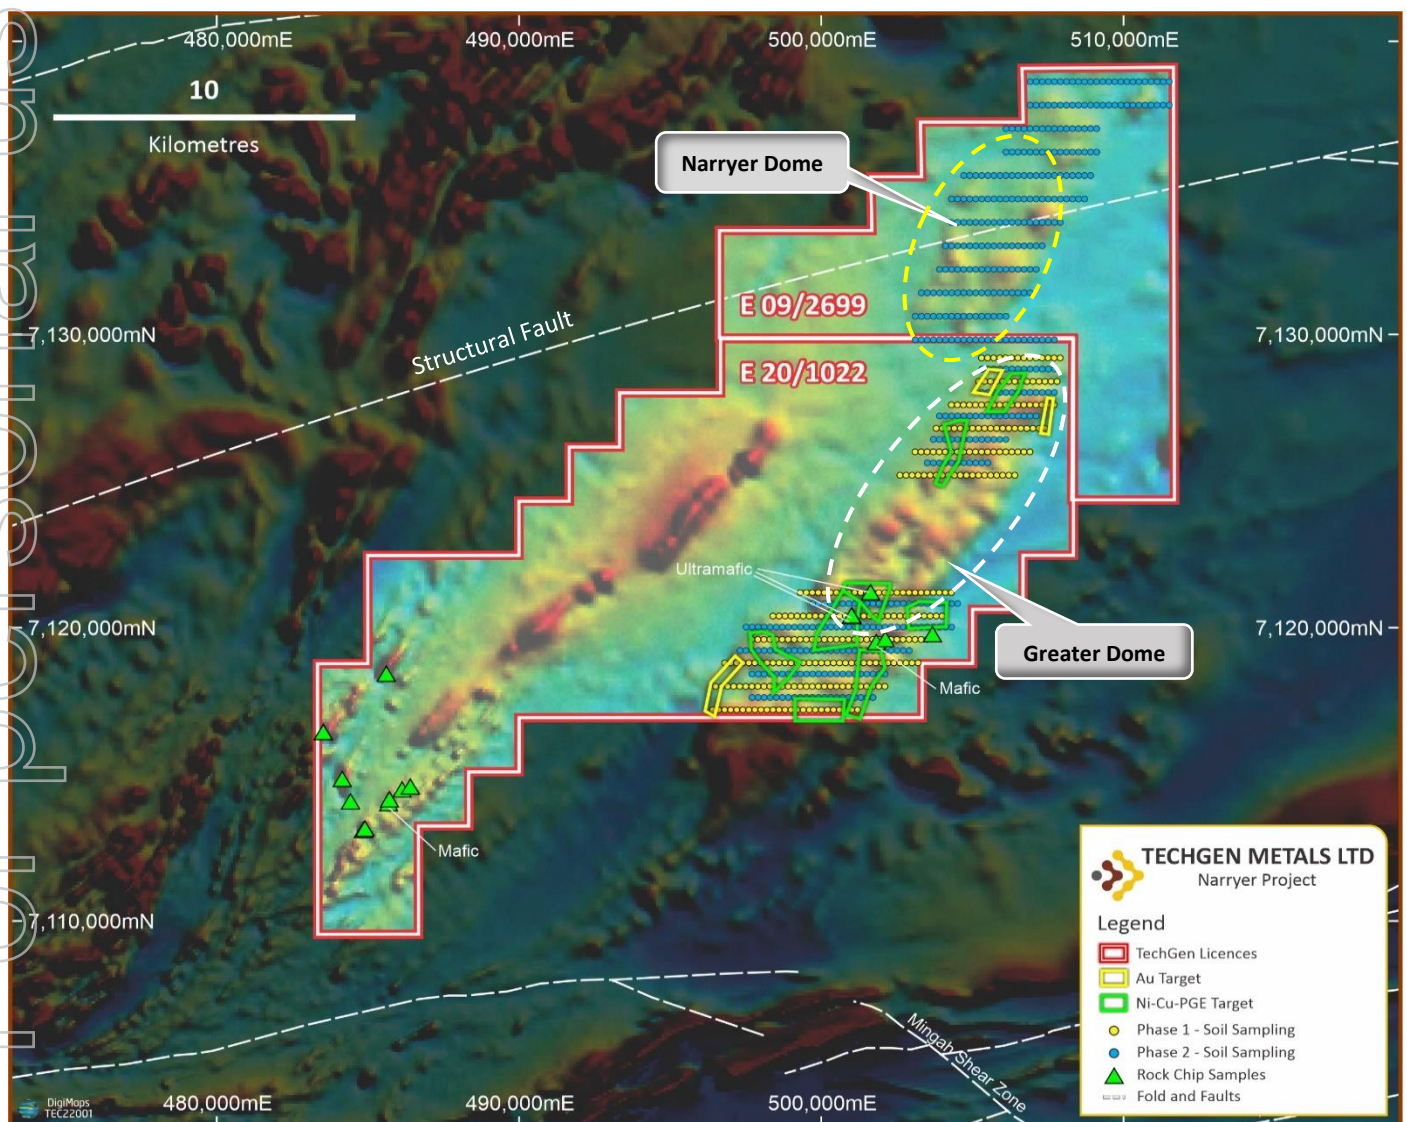 480,000mE
490,000mE
500,000mE
510,000mE
10
Kilometres
Narryer Dome
E 09/2699
7,130,000mN
7,130,000mN
Structural Fault
E 20/1022
Ultramafic
7,120,000mN
7,120,000mN
Greater Dome
Mafic
Mafic
7,110,000mN
TECHGEN METALS LTD
Narryer Project
Legend
TechGen Licences
Au Target
Ni-Cu-PGE Target
Phase 1 - Soil Sampling
Phase 2 - Soil Sampling
Rock Chip Samples
Fold and Faults
Mingah Shear Zone
DigiMaps
TEC22001
480,000mE
490,000mE
500,000mE